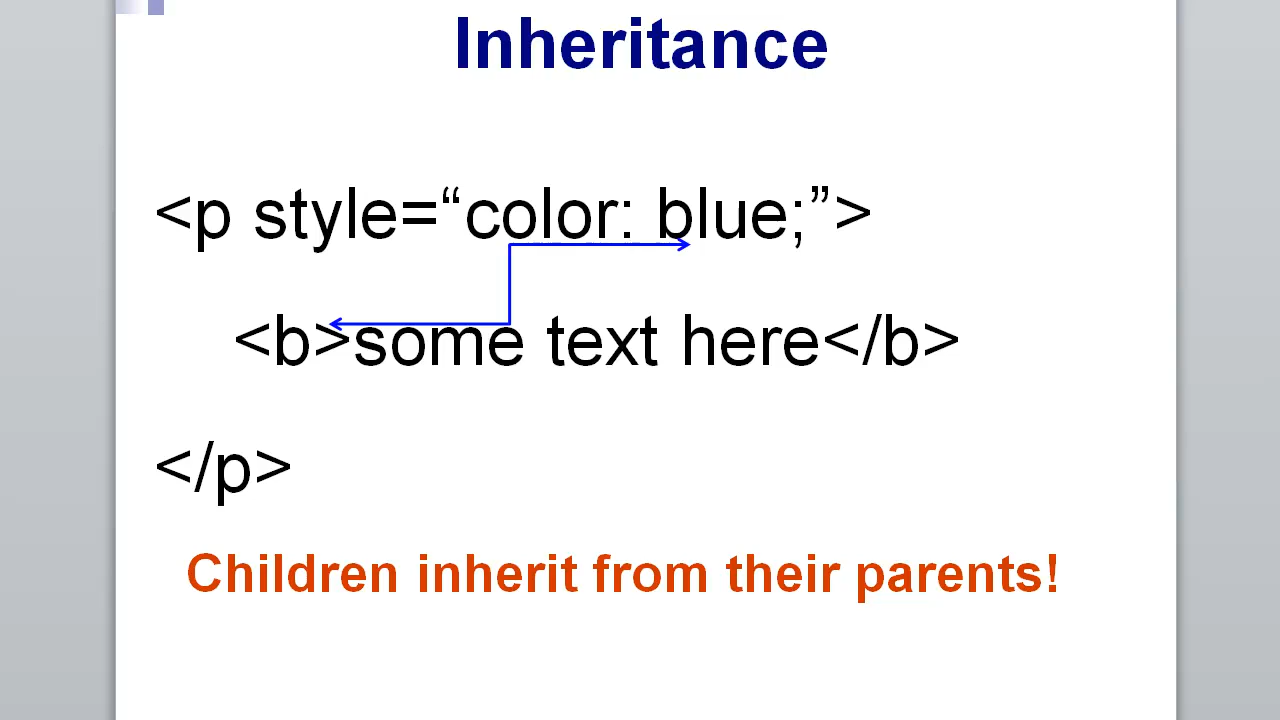 Inheritance
<p style=“color: blue;”>
<b>some text here</b>
</p>
Children inherit from their parents!